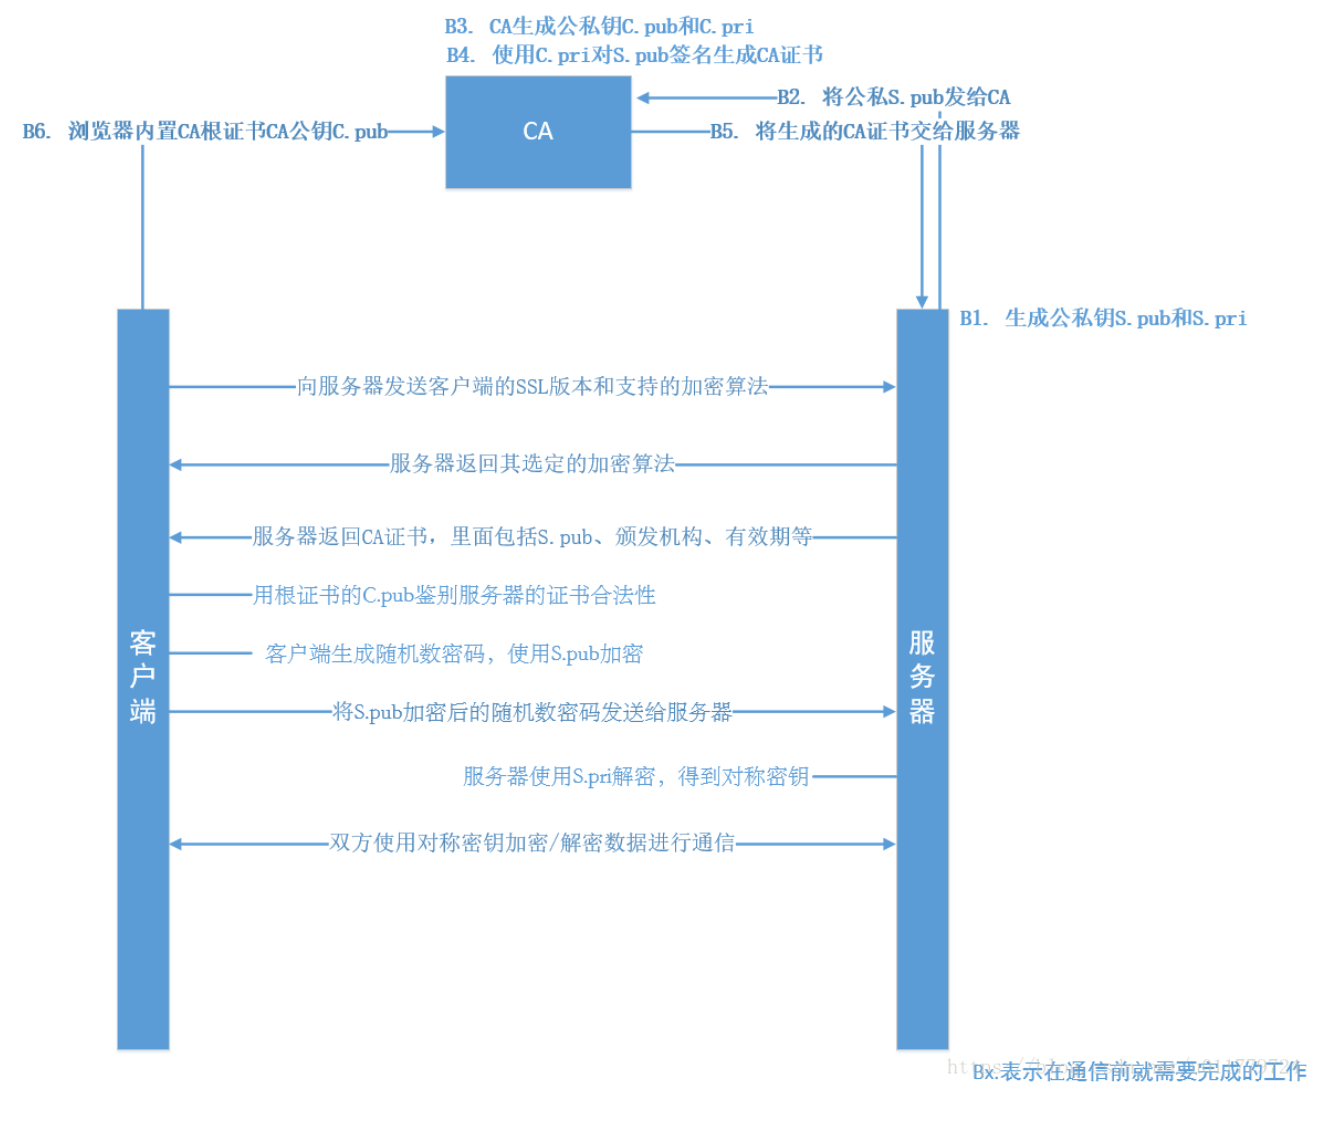 B3. CA生成公私钥C.pub和C.pri
B4. 使用C.pri对S.pub签名生成CA证书
B2. 将公私S.pub发给CA
B6. 浏览器内置CA根证书CA公钥C.pub
CA
B5. 将生成的CA证书交给服务器
B1. 生成公私钥S.pub和S.pri
向服务器发送客户端的SSL版本和支持的加密算法
服务器返回其选定的加密算法
服务器返回CA证书，里面包括S.pub、颁发机构、有效期等
用根证书的C.pub鉴别服务器的证书合法性
客户端
服务器
客户端生成随机数密码，使用S.pub加密
将S.pub加密后的随机数密码发送给服务器
服务器使用S.pri解密，得到对称密钥
双方使用对称密钥加密/解密数据进行通信
Bx.表示在通信前就需要完成的工作